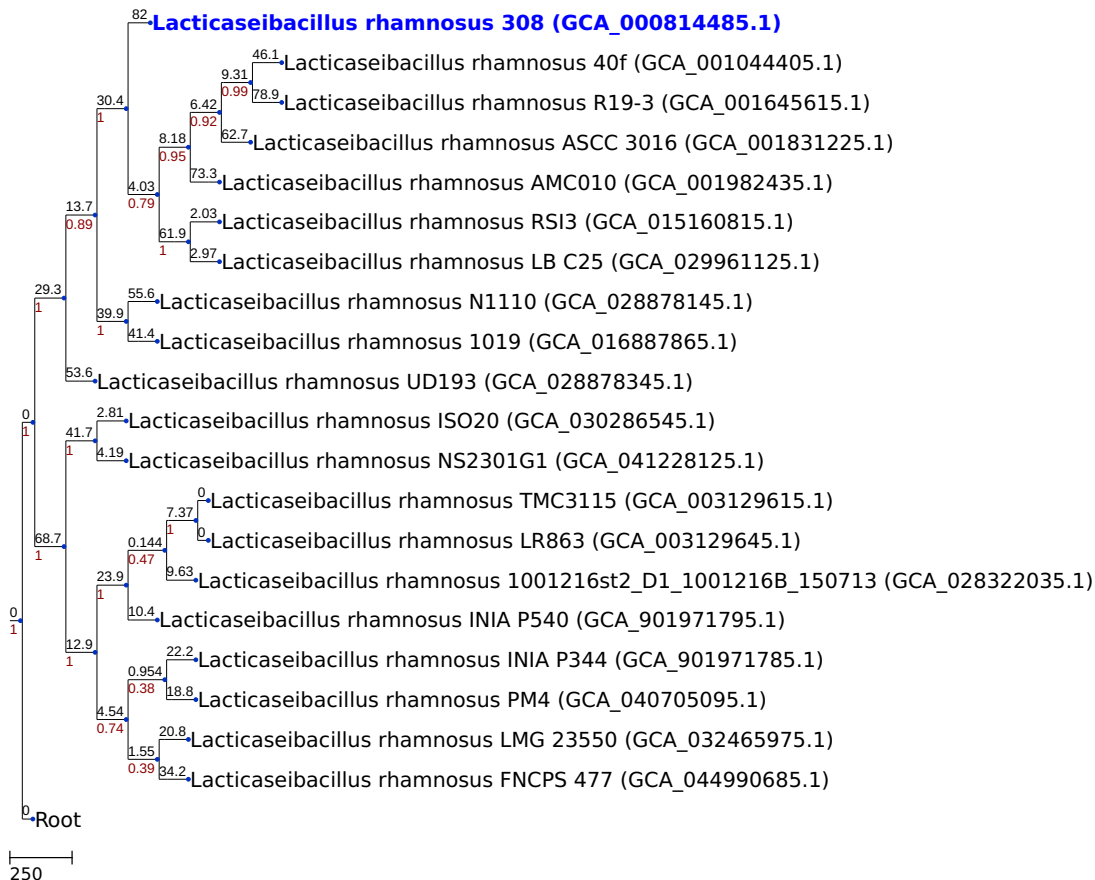 82
Lacticaseibacillus rhamnosus 308 (GCA_000814485.1)
46.1
Lacticaseibacillus rhamnosus 40f (GCA_001044405.1)
9.31
0.99
78.9
Lacticaseibacillus rhamnosus R19-3 (GCA_001645615.1)
30.4
1
6.42
0.92
62.7
Lacticaseibacillus rhamnosus ASCC 3016 (GCA_001831225.1)
8.18
0.95
73.3
Lacticaseibacillus rhamnosus AMC010 (GCA_001982435.1)
4.03
0.79
13.7
0.89
2.03
Lacticaseibacillus rhamnosus RSI3 (GCA_015160815.1)
61.9
1
2.97
Lacticaseibacillus rhamnosus LB C25 (GCA_029961125.1)
29.3
1
55.6
Lacticaseibacillus rhamnosus N1110 (GCA_028878145.1)
39.9
1
41.4
Lacticaseibacillus rhamnosus 1019 (GCA_016887865.1)
53.6
Lacticaseibacillus rhamnosus UD193 (GCA_028878345.1)
0
1
2.81
Lacticaseibacillus rhamnosus ISO20 (GCA_030286545.1)
41.7
1
4.19
Lacticaseibacillus rhamnosus NS2301G1 (GCA_041228125.1)
0
Lacticaseibacillus rhamnosus TMC3115 (GCA_003129615.1)
7.37
1
0
Lacticaseibacillus rhamnosus LR863 (GCA_003129645.1)
68.7
1
0.144
0.47
9.63
Lacticaseibacillus rhamnosus 1001216st2_D1_1001216B_150713 (GCA_028322035.1)
23.9
1
10.4
Lacticaseibacillus rhamnosus INIA P540 (GCA_901971795.1)
0
1
12.9
1
22.2
Lacticaseibacillus rhamnosus INIA P344 (GCA_901971785.1)
0.954
0.38
18.8
Lacticaseibacillus rhamnosus PM4 (GCA_040705095.1)
4.54
0.74
20.8
Lacticaseibacillus rhamnosus LMG 23550 (GCA_032465975.1)
1.55
0.39
34.2
Lacticaseibacillus rhamnosus FNCPS 477 (GCA_044990685.1)
0
Root
250